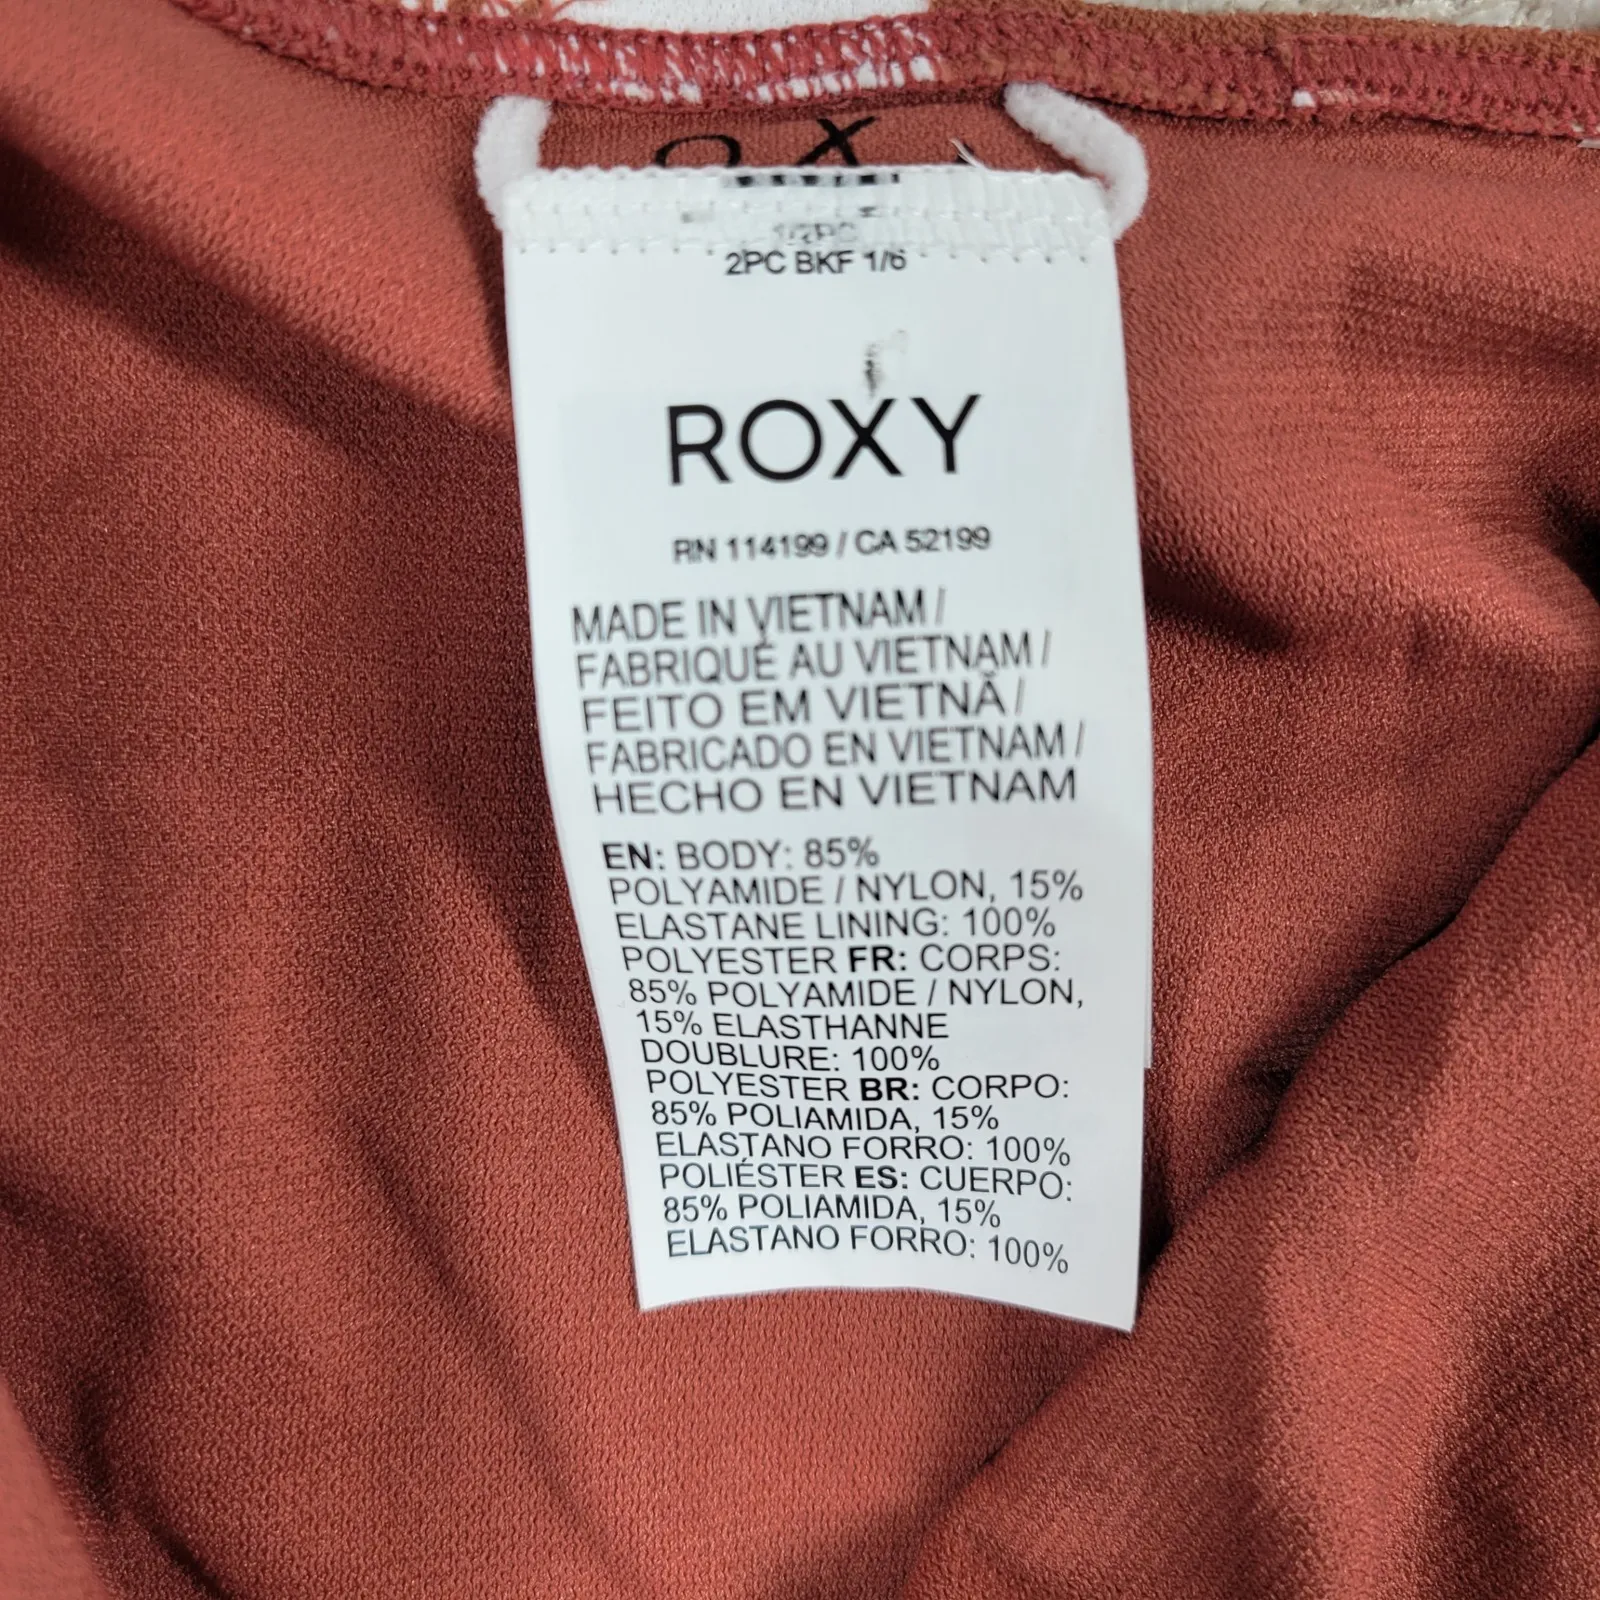 1/2PC
2PC BKF 1/6
ROXY
RN 114199 / CA 52199
MADE IN VIETNAM /
FABRIQUÉ AU VIETNAM /
FEITO EM VIETNÃ /
FABRICADO EN VIETNAM /
HECHO EN VIETNAM
EN: BODY: 85%
POLYAMIDE / NYLON, 15%
ELASTANE LINING: 100%
POLYESTER FR: CORPS:
85% POLYAMIDE / NYLON,
15% ELASTHANNE
DOUBLURE: 100%
POLYESTER BR: CORPO:
85% POLIAMIDA, 15%
ELASTANO FORRO: 100%
POLIÉSTER ES: CUERPO:
85% POLIAMIDA, 15%
ELASTANO FORRO: 100%